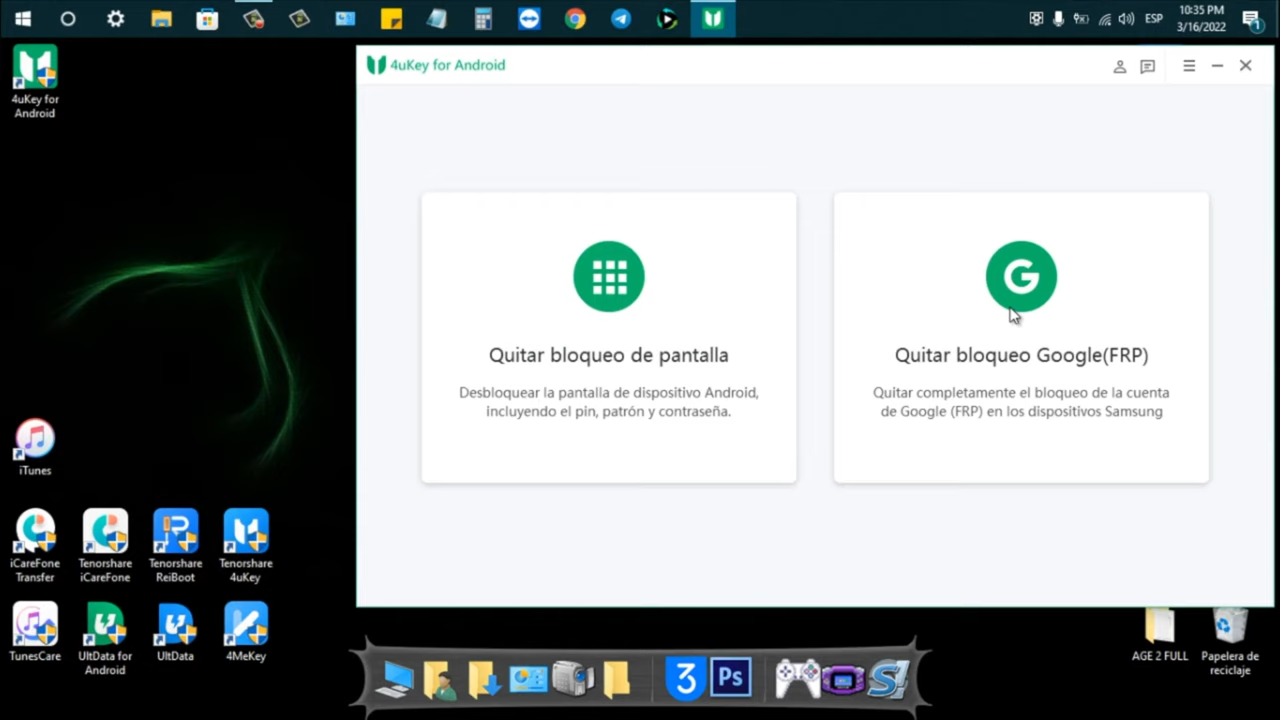 ESP
10:35 PM
3/16/2022
1
4uKey for
Android
4uKey for Android
G
Quitar bloqueo de pantalla
Desbloquear la pantalla de dispositivo Android,
incluyendo el pin, patrón y contraseña.
Quitar bloqueo Google(FRP)
Quitar completamente el bloqueo de la cuenta
de Google (FRP) en los dispositivos Samsung
iTunes
iCareFone
Transfer
Tenorshare
iCareFone
Tenorshare
ReiBoot
Tenorshare
4uKey
TunesCare
UltData for
Android
UltData
4MeKey
AGE 2 FULL
Papelera de
reciclaje
3
Ps